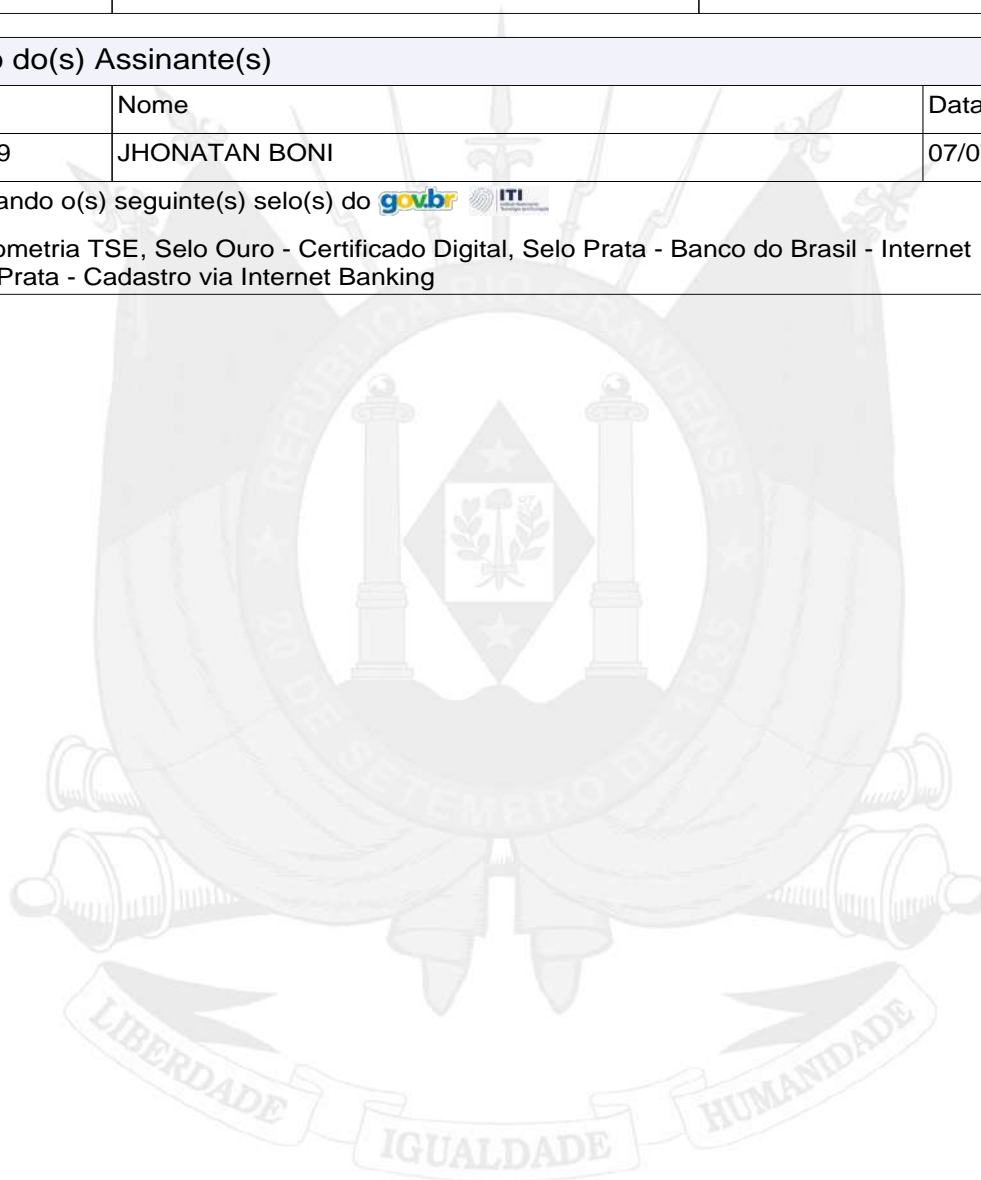 o do(s) Assinante(s)
Nome
Data
9
JHONATAN BONI
07/0
ando o(s) seguinte(s) selo(s) do gov.br ITI
ometria TSE, Selo Ouro - Certificado Digital, Selo Prata - Banco do Brasil - Internet
Prata - Cadastro via Internet Banking
REPÚBLICA RIO GRANDENSE
20 DE SETEMBRO DE 1835
LIBERDADE
IGUALDADE
HUMANIDADE